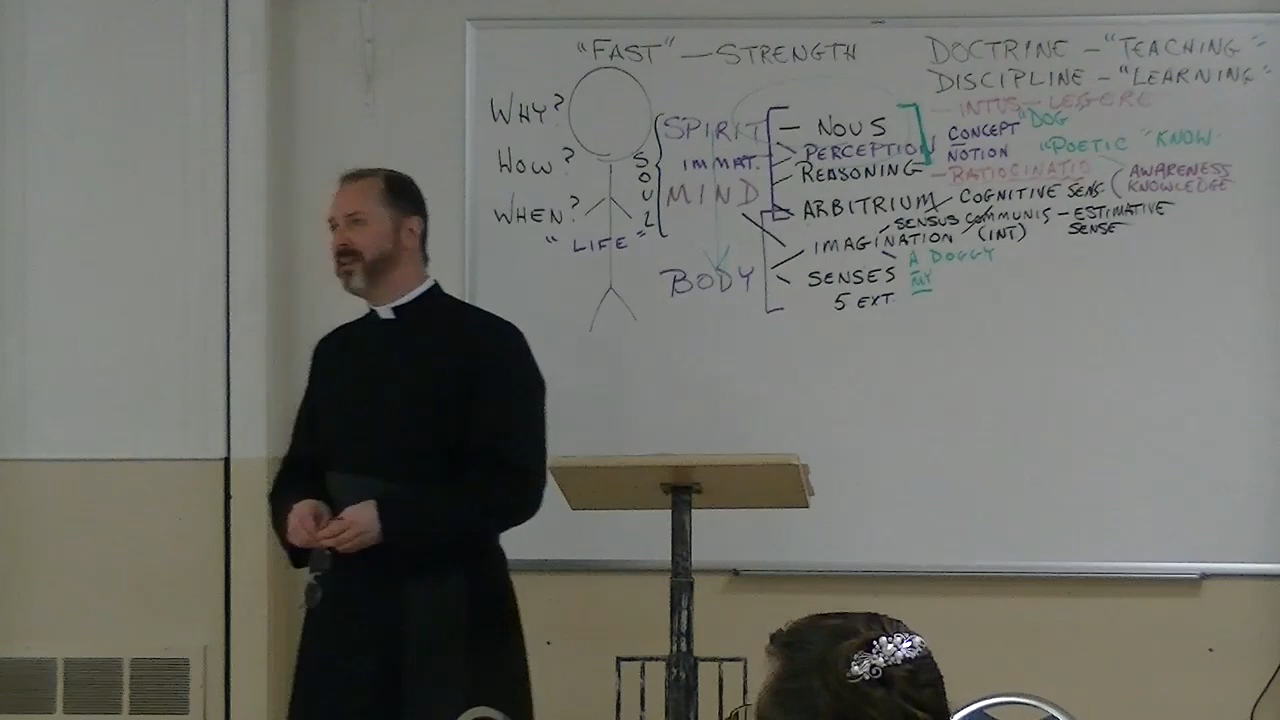 "FAST" — STRENGTH
DOCTRINE - "TEACHING"
DISCIPLINE - "LEARNING"
WHY?
HOW?
WHEN?
"LIFE"
SOUL
SPIRIT
IMMAT.
MIND
BODY
— NOUS
PERCEPTION
REASONING
ARBITRIUM
IMAGINATION (INT)
SENSES
5 EXT.
— INTUS — LEGERE
CONCEPT "DOG
NOTION
"POETIC" KNOW.
— RATIOCINATIO
AWARENESS
KNOWLEDGE
COGNITIVE SENS
SENSUS COMMUNIS - ESTIMATIVE
SENSE
A DOGGY
MY